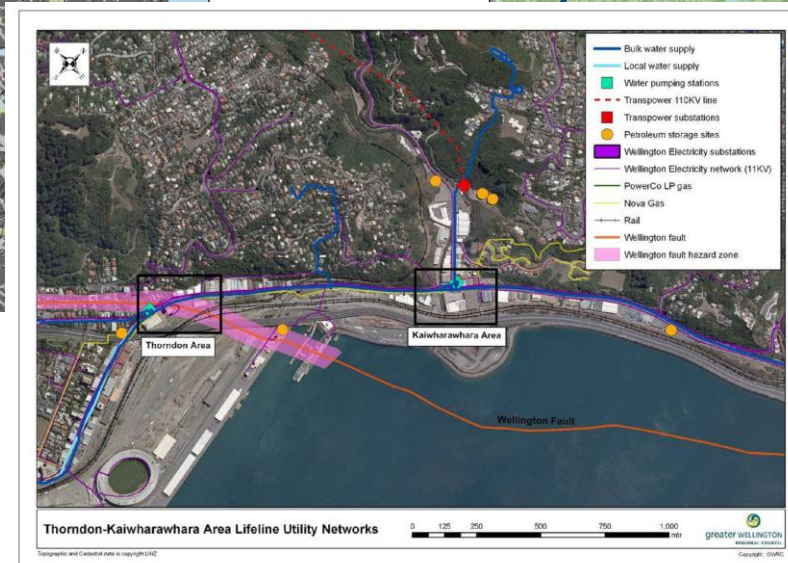 Bulk water supply
Local water supply
Water pumping stations
Transpower 110KV line
Transpower substations
Petroleum storage sites
Wellington Electricity substations
Wellington Electricity network (11KV)
PowerCo LP gas
Nova Gas
Rail
Wellington fault
Wellington fault hazard zone
Thorndon Area
Kaiwharawhara Area
Wellington Fault
Thorndon-Kaiwharawhara Area Lifeline Utility Networks
0 125 250 500 750 1,000
mtr
greater WELLINGTON
REGIONAL COUNCIL
Topographic and Cadastral data is copyright LINZ
Copyright: GWRC